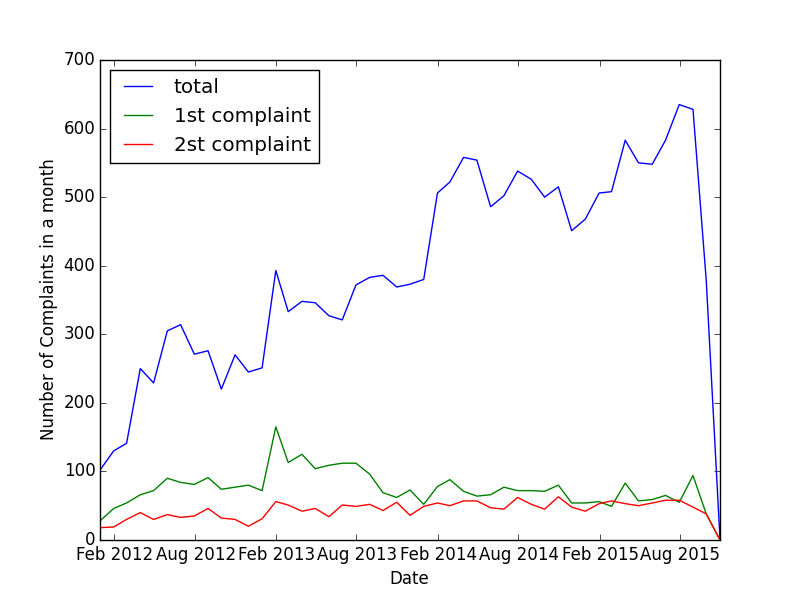 700
600
500
400
300
200
100
0
Number of Complaints in a month
total
1st complaint
2st complaint
Feb 2012 Aug 2012 Feb 2013 Aug 2013 Feb 2014 Aug 2014 Feb 2015 Aug 2015
Date